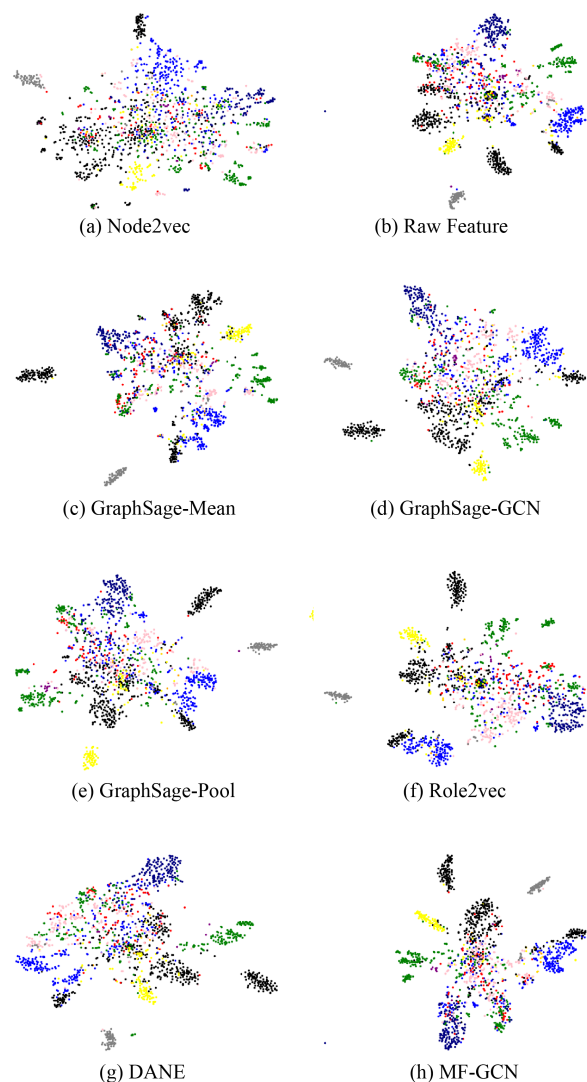 (a) Node2vec
(b) Raw Feature
(c) GraphSage-Mean
(d) GraphSage-GCN
(e) GraphSage-Pool
(f) Role2vec
(g) DANE
(h) MF-GCN